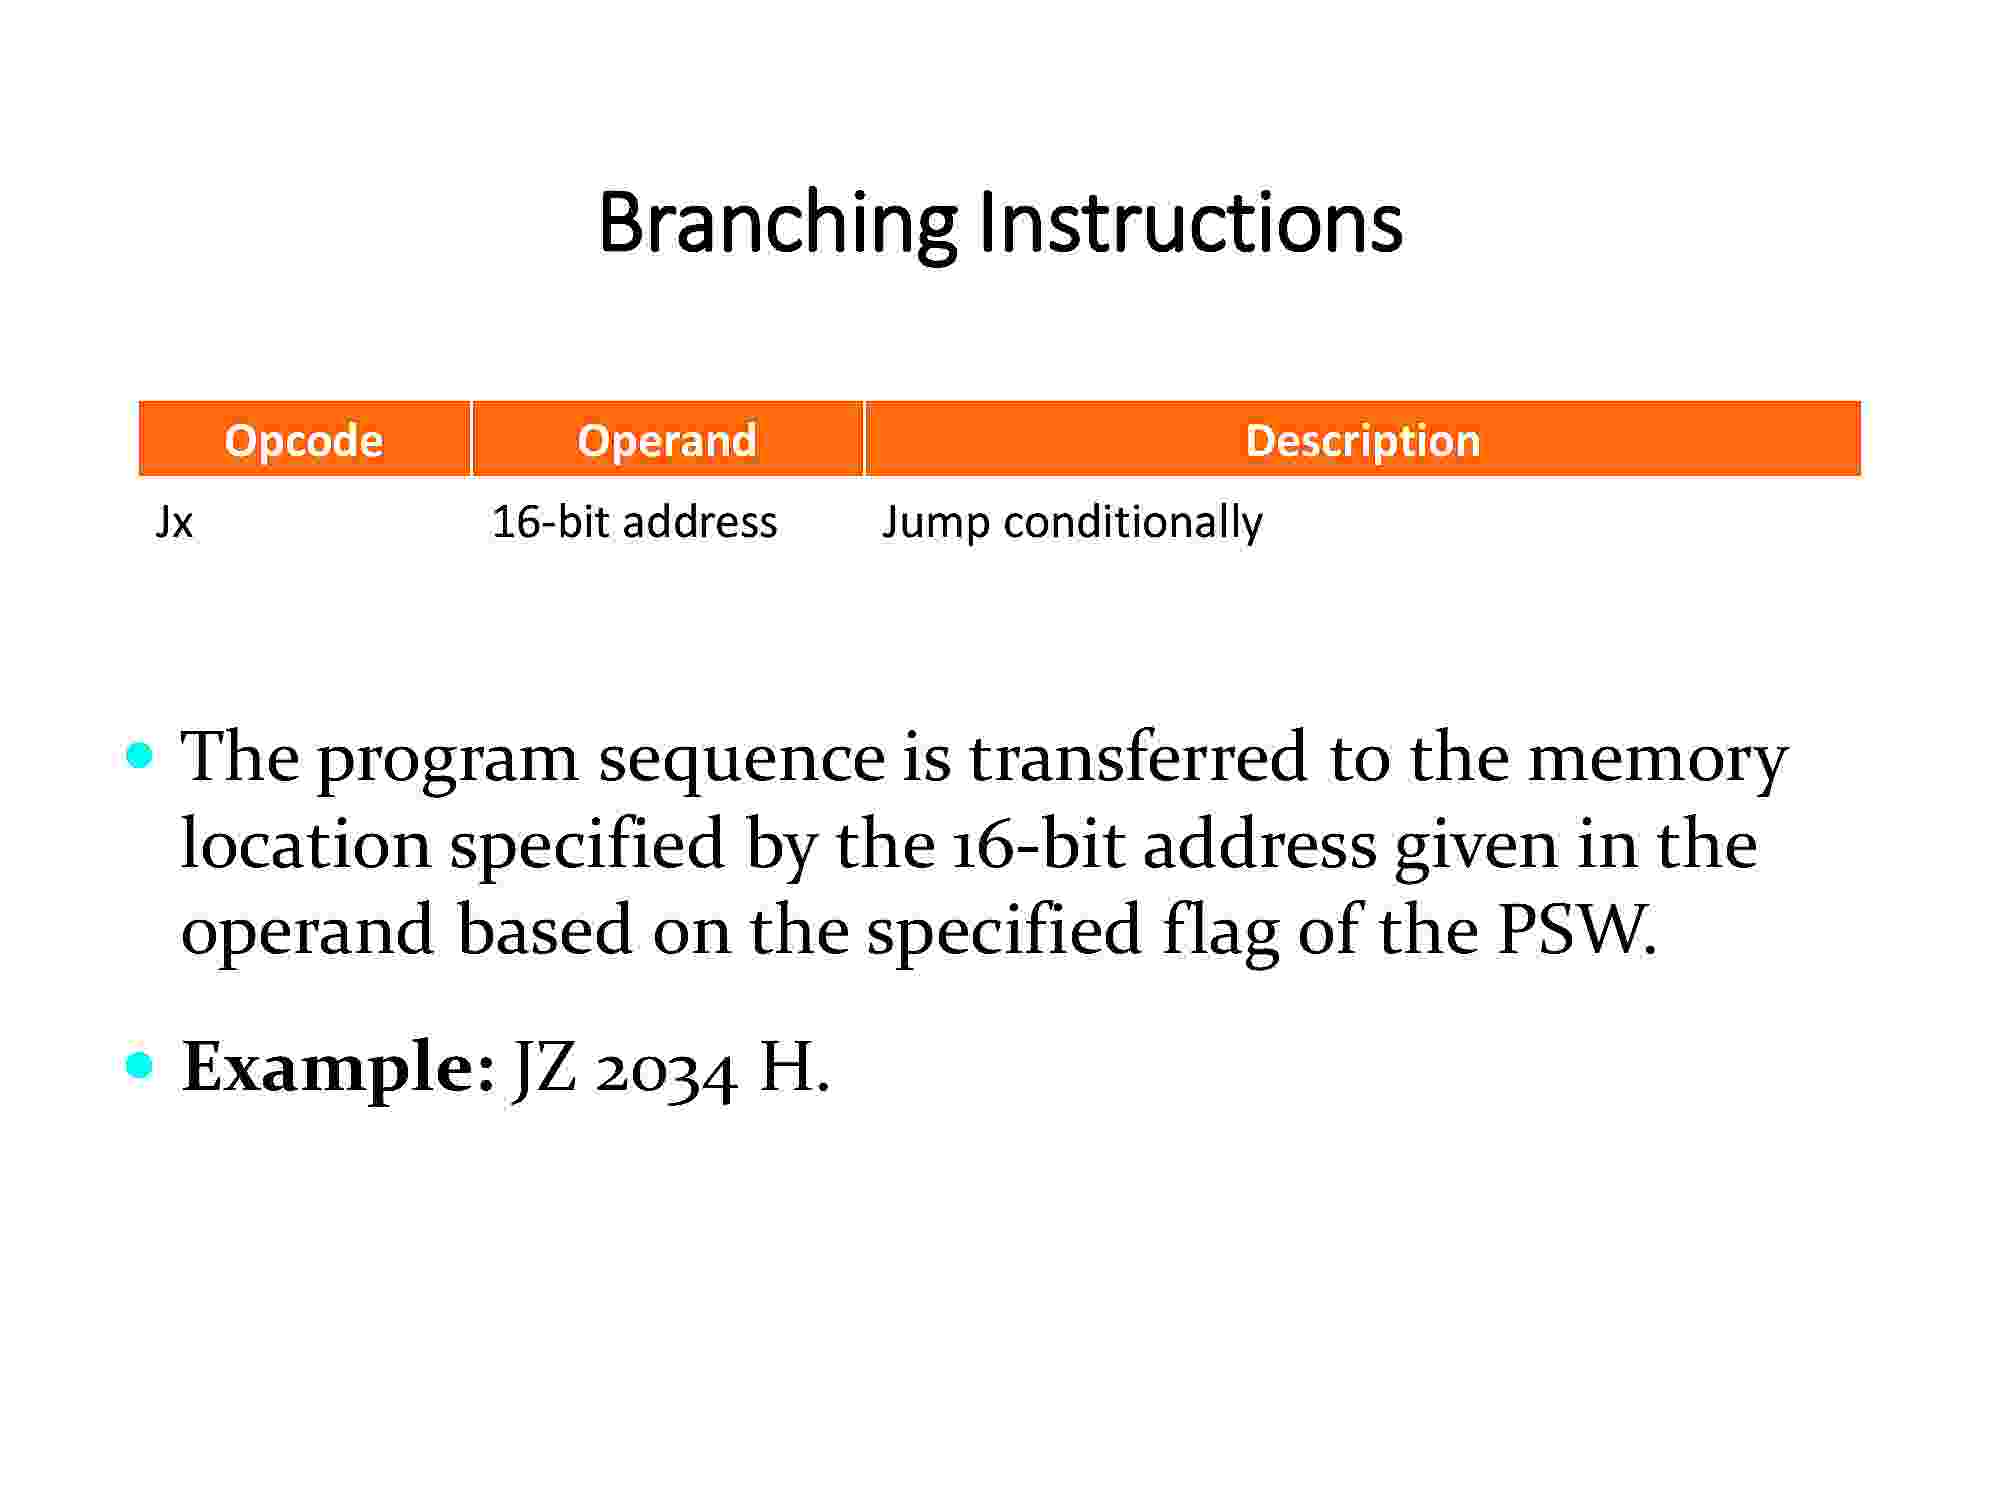 Branching Instructions
Opcode Operand Description
Jx 16-bit address Jump conditionally
• The program sequence is transferred to the memory
location specified by the 16-bit address given in the
operand based on the specified flag of the PSW.
• Example: JZ 2034 H.